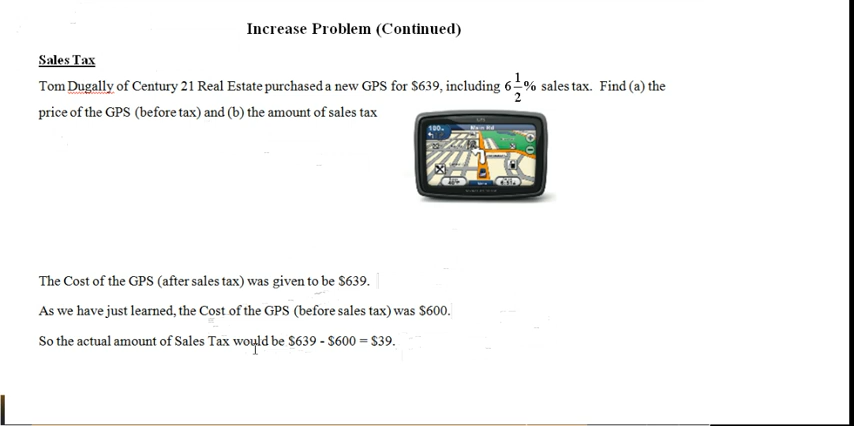 Increase Problem (Continued)
Sales Tax
Tom Dugally of Century 21 Real Estate purchased a new GPS for $639, including 6 1/2% sales tax. Find (a) the
price of the GPS (before tax) and (b) the amount of sales tax
Main Rd
The Cost of the GPS (after sales tax) was given to be $639.
As we have just learned, the Cost of the GPS (before sales tax) was $600.
So the actual amount of Sales Tax would be $639 - $600 = $39.